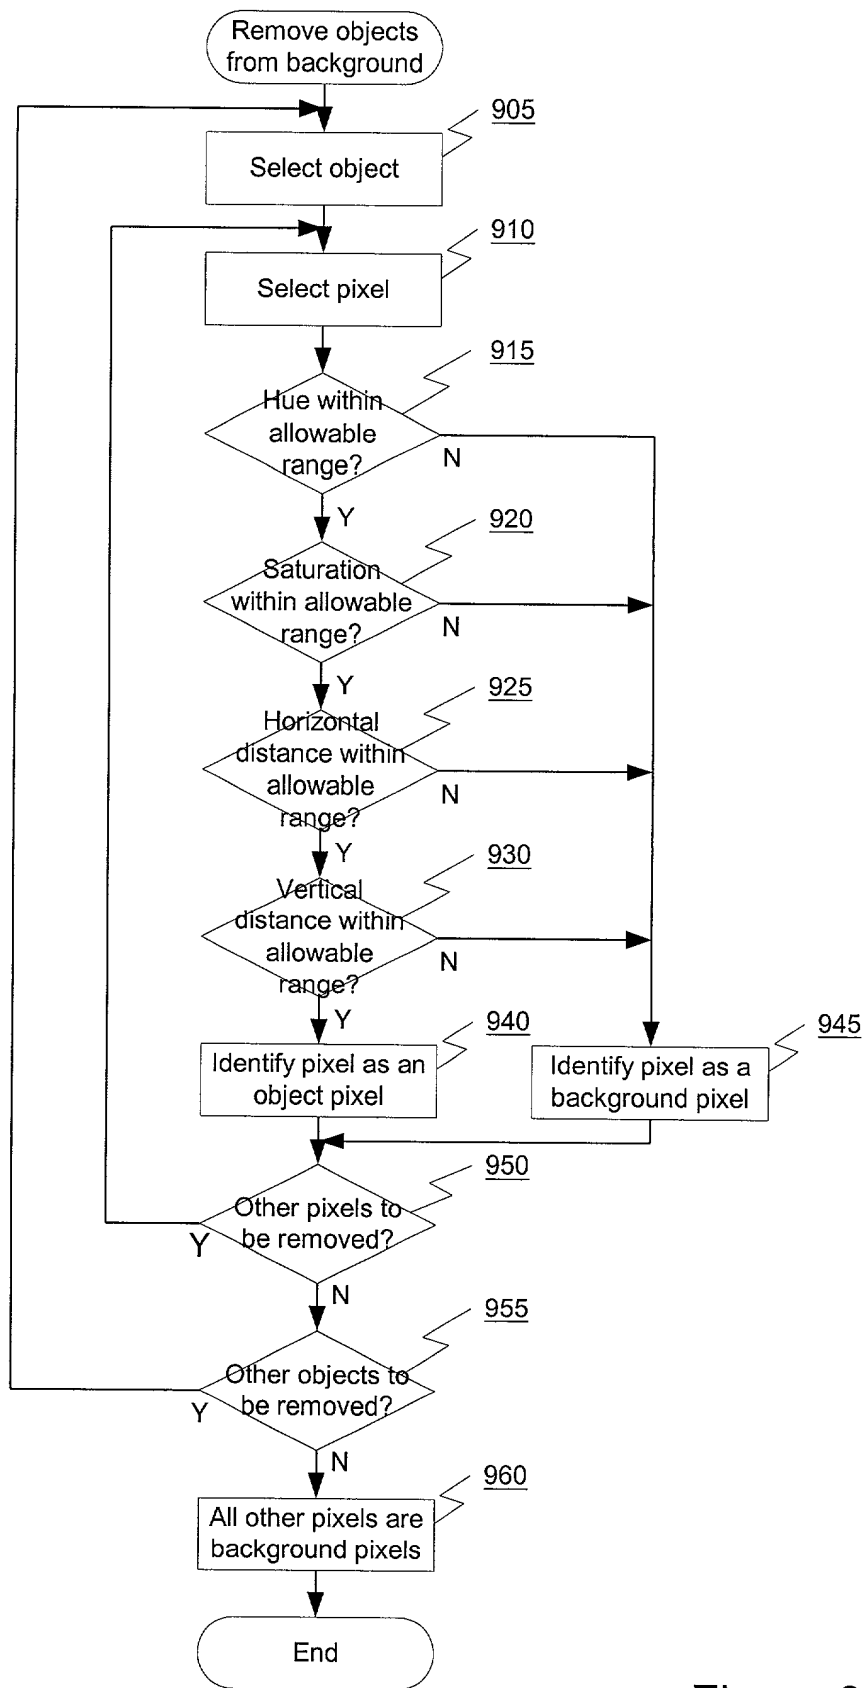 Remove objects
from background
905
Select object
910
Select pixel
915
Hue within
allowable
range?
N
Y
920
Saturation
within allowable
range?
N
Y
925
Horizontal
distance within
allowable
range?
N
Y
930
Vertical
distance within
allowable
range?
N
Y
940
Identify pixel as an
object pixel
945
Identify pixel as a
background pixel
950
Other pixels to
be removed?
Y
N
955
Other objects to
be removed?
Y
N
960
All other pixels are
background pixels
End